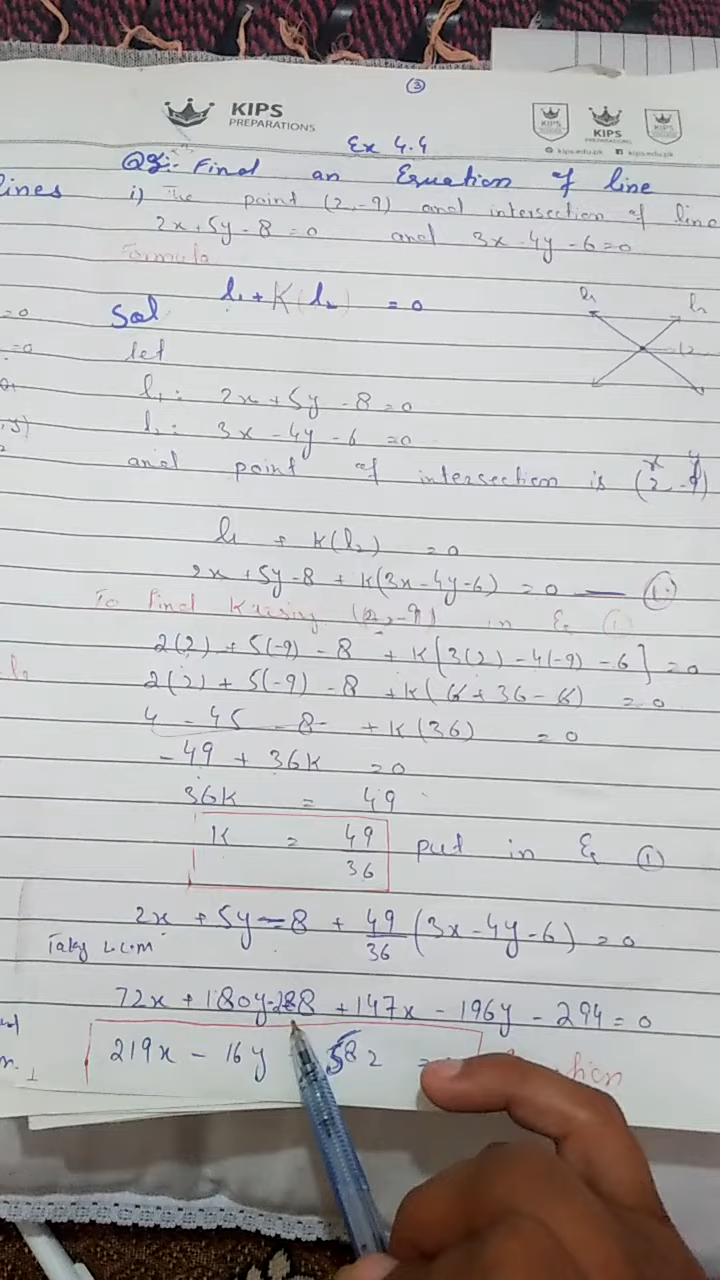 ③
KIPS
PREPARATIONS
KIPS
Ex 4.4
Q3:- Find an Equation of line
lines
i) The point (2,-9) and intersection of line
2x+5y-8=0 and 3x-4y-6=0
Formula
l₁ + K(l₂) = 0
l₁ l₂
Sol
=0
let
=0
l₁: 2x+5y-8=0
l₂: 3x-4y-6=0
and point of intersection is (2,-9)
x y
l₁ + K(l₂) =0
2x+5y-8 + K(3x-4y-6) =0 — ①
To find K using (2,-9) in Eq ①
2(2) + 5(-9) -8 + K[3(2)-4(-9)-6]=0
2(2) + 5(-9) -8 + K(6+36-6) =0
4 -45 -8 + K(36) =0
-49 + 36K =0
36K = 49
K = 49/36 put in Eq ①
2x +5y-8 + 49/36 (3x-4y-6) =0
Taky L.C.M
72x + 180y-288 +147x - 196y - 294=0
219x - 16y 582 =